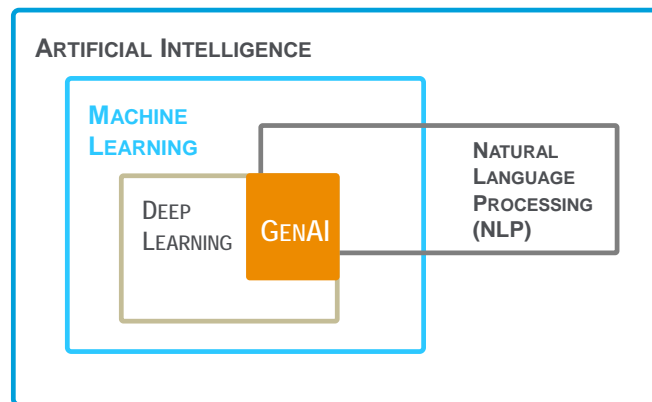 Artificial Intelligence
Machine
Learning
Natural
Language
Processing
(NLP)
Deep
Learning
GenAI